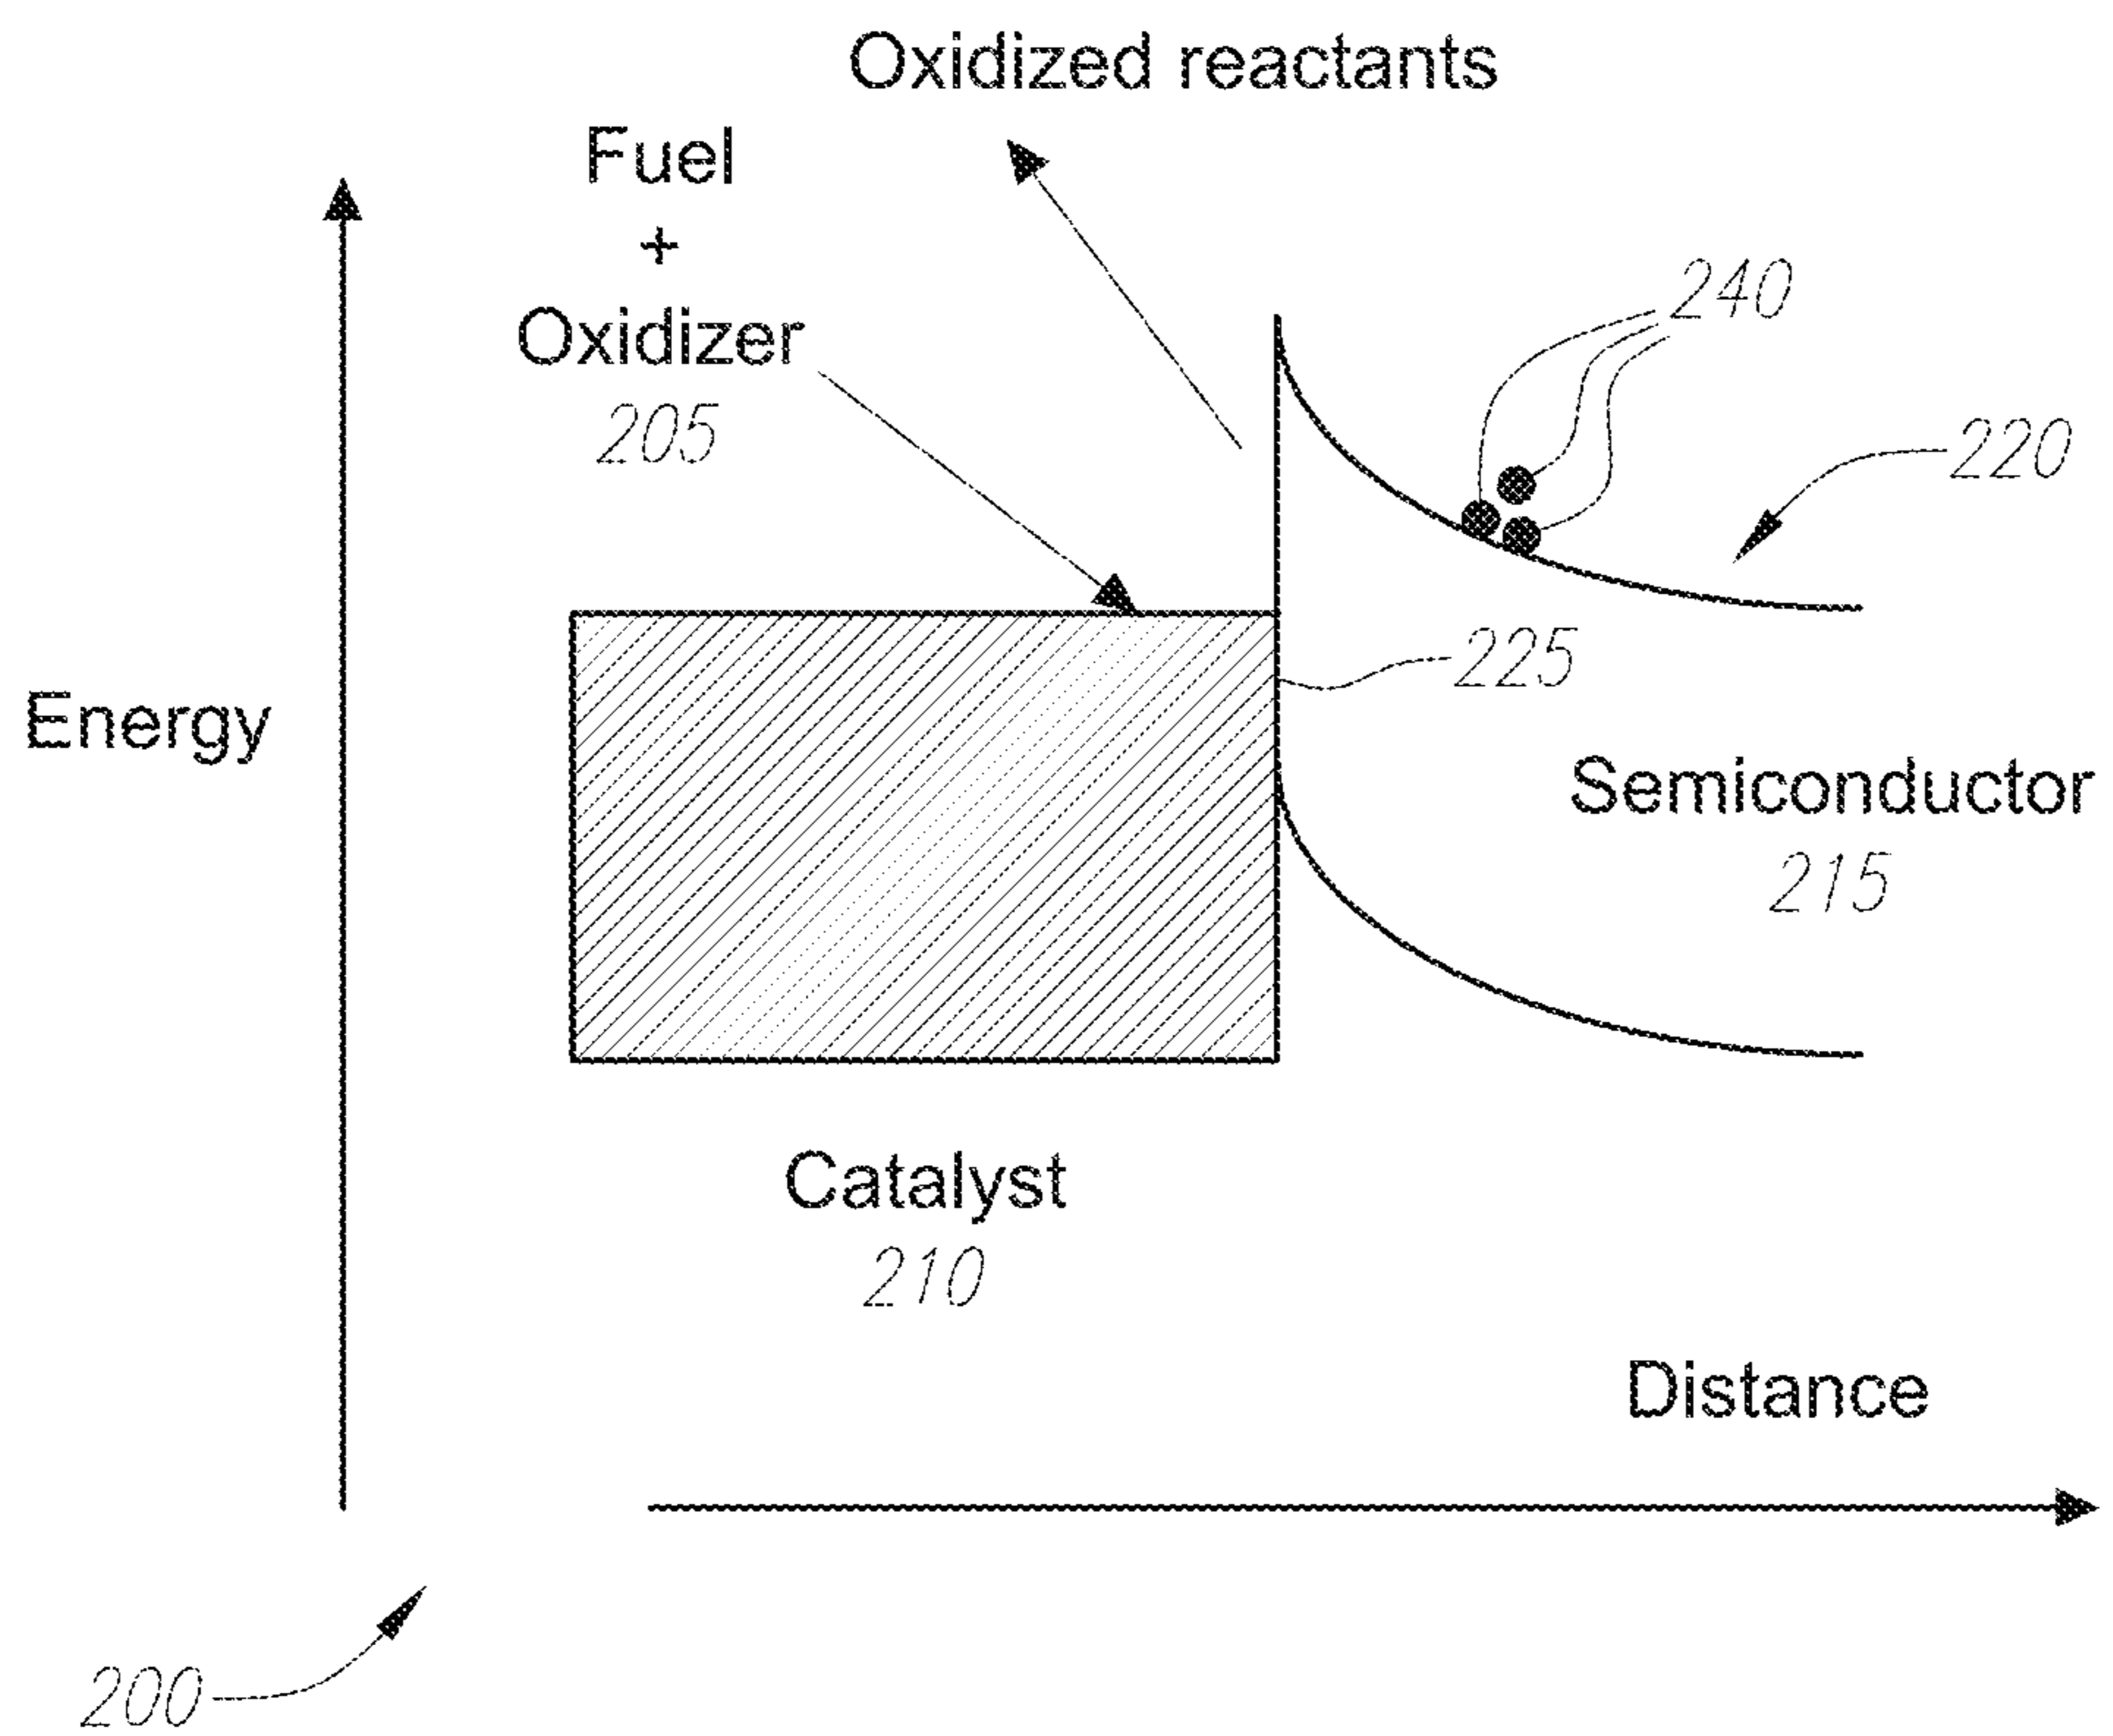 Oxidized reactants
Fuel
+
Oxidizer
205
240
220
225
Energy
Semiconductor
215
Catalyst
210
Distance
200